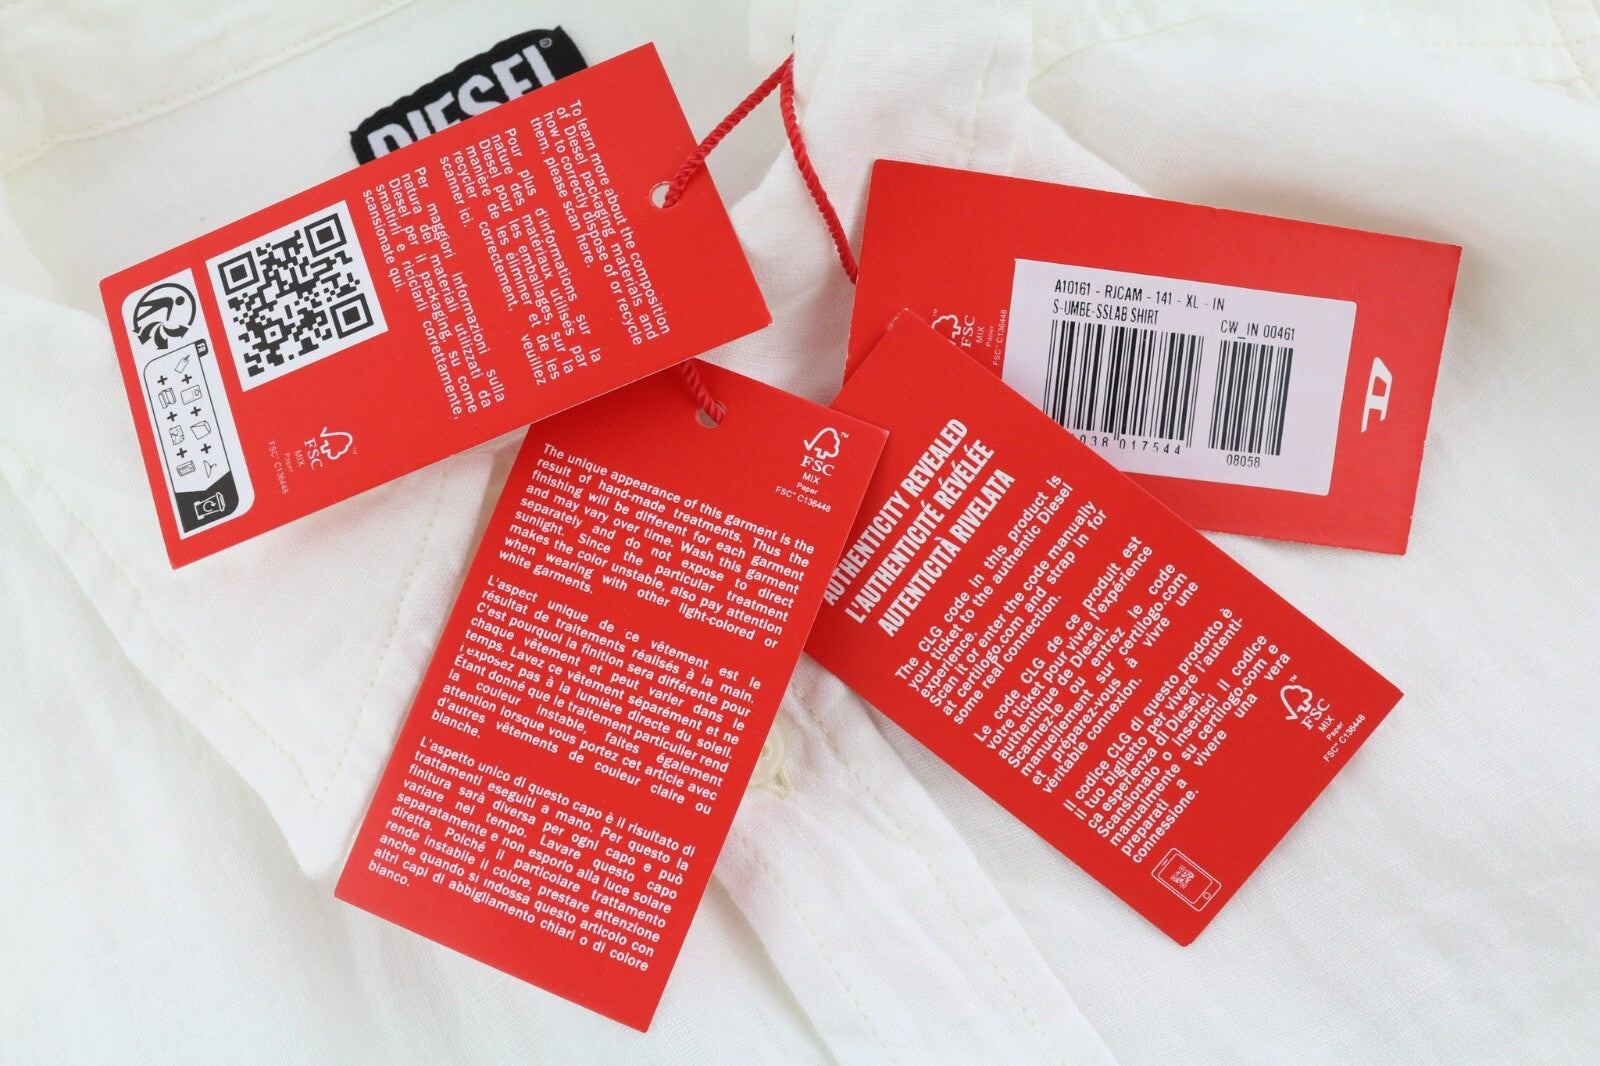 DIESEL
To learn more about the composition
of Diesel packaging materials and
how to correctly dispose of or recycle
them, please scan here.
Pour plus d'informations sur la
nature des matériaux utilisés par
Diesel pour les emballages, sur les
manière de les éliminer et de les
recycler correctement, veuillez
scanner ici.
Per maggiori informazioni sulla
natura dei materiali utilizzati da
Diesel per il packaging, su come
smaltirli e riciclarli correttamente,
scansionate qui.
FR
FSC
MIX
Paper
FSC™ C136448
FSC™
MIX
Paper
FSC™ C136448
The unique appearance of this garment is the
result of hand-made treatments. Thus the
finishing will be different for each garment
and may vary over time. Wash this garment
separately and do not expose to direct
sunlight. Since the particular treatment
makes the color unstable, also pay attention
when wearing with other light-colored or
white garments.
L'aspect unique de ce vêtement est le
résultat de traitements réalisés à la main.
C'est pourquoi la finition sera différente pour
chaque vêtement et peut varier dans le
temps. Lavez ce vêtement séparément et ne
l'exposez pas à la lumière directe du soleil.
Étant donné que le traitement particulier rend
la couleur instable, faites également
attention lorsque vous portez cet article avec
d'autres vêtements de couleur claire ou
blanche.
L'aspetto unico di questo capo è il risultato di
trattamenti eseguiti a mano. Per questo la
finitura sarà diversa per ogni capo e può
variare nel tempo. Lavare questo capo
separatamente e non esporlo alla luce solare
diretta. Poiché il particolare trattamento
rende instabile il colore, prestare attenzione
anche quando si indossa questo articolo con
altri capi di abbigliamento chiari o di colore
bianco.
A10161 - RJCAM - 141 - XL - IN
S-UMBE-SSLAB SHIRT
CW_IN 00461
038 017544
08058
D
FSC
MIX
Paper
FSC™ C136448
AUTHENTICITY REVEALED
L'AUTHENTICITÉ RÉVÉLÉE
AUTENTICITÀ RIVELATA
The CLG code in this product is
your ticket to the authentic Diesel
experience.
Scan it or enter the code manually
at certilogo.com and strap in for
some real connection.
Le code CLG de ce produit est
votre ticket pour vivre l'expérience
authentique de Diesel.
Scannez-le ou entrez le code
manuellement sur certilogo.com
et préparez-vous à vivre une
véritable connexion.
Il codice CLG di questo prodotto è
il tuo biglietto per vivere l'autenti-
ca esperienza di Diesel.
Scansionalo o inserisci il codice
manualmente su certilogo.com e
preparati a vivere una vera
connessione.
FSC
MIX
Paper
FSC™ C136448